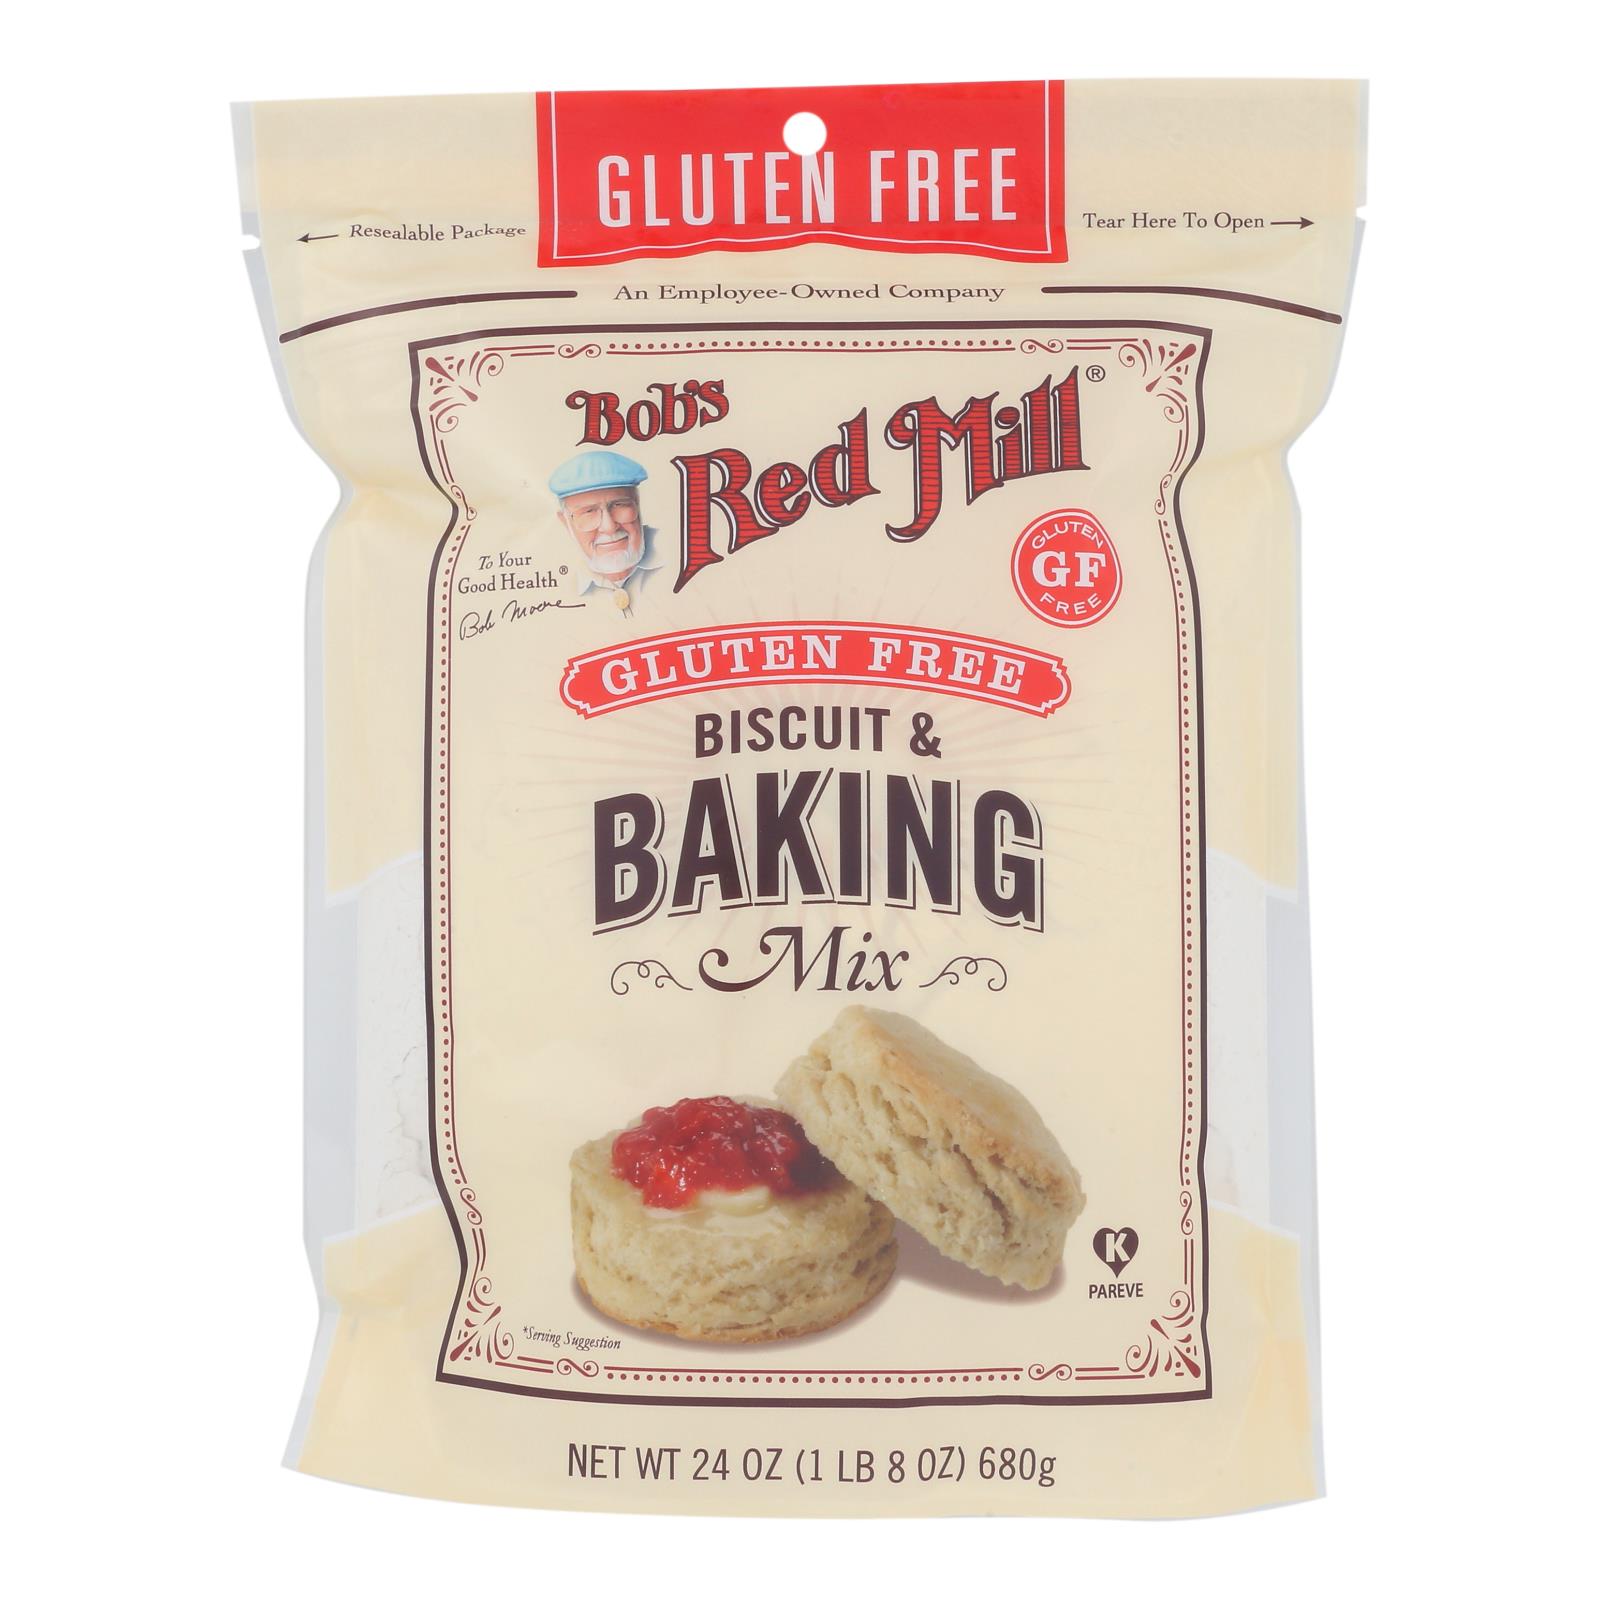 GLUTEN FREE
Resealable Package
Tear Here To Open
An Employee-Owned Company
Bob's
Red Mill®
To Your
Good Health®
Bob Moore
GLUTEN
GF
FREE
GLUTEN FREE
BISCUIT &
BAKING
Mix
K
PAREVE
*Serving Suggestion
NET WT 24 OZ (1 LB 8 OZ) 680g